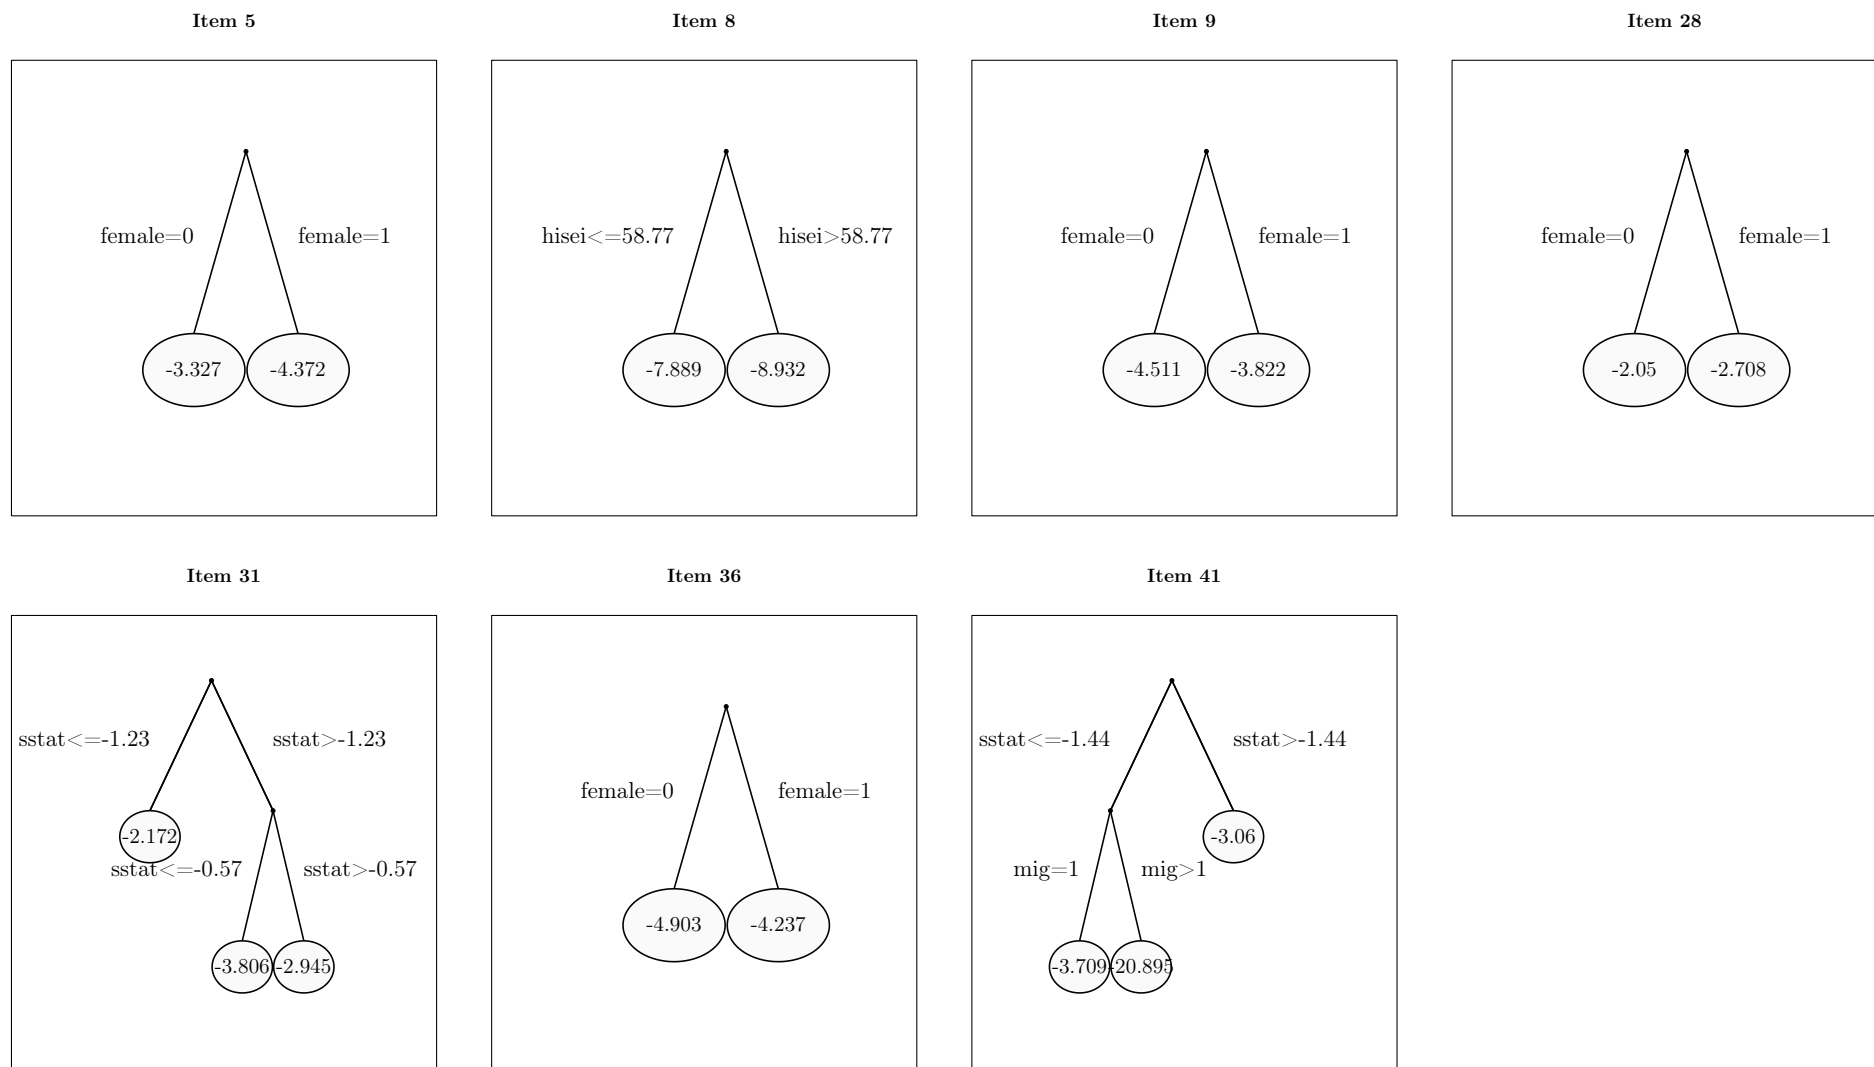 Item 5
Item 8
Item 9
Item 28
female=0
female=1
hisei<=58.77
hisei>58.77
female=0
female=1
female=0
female=1
-3.327
-4.372
-7.889
-8.932
-4.511
-3.822
-2.05
-2.708
Item 31
Item 36
Item 41
sstat<=-1.23
sstat>-1.23
-2.172
sstat<=-0.57
sstat>-0.57
-3.806
-2.945
female=0
female=1
-4.903
-4.237
sstat<=-1.44
sstat>-1.44
-3.06
mig=1
mig>1
-3.709
-20.895